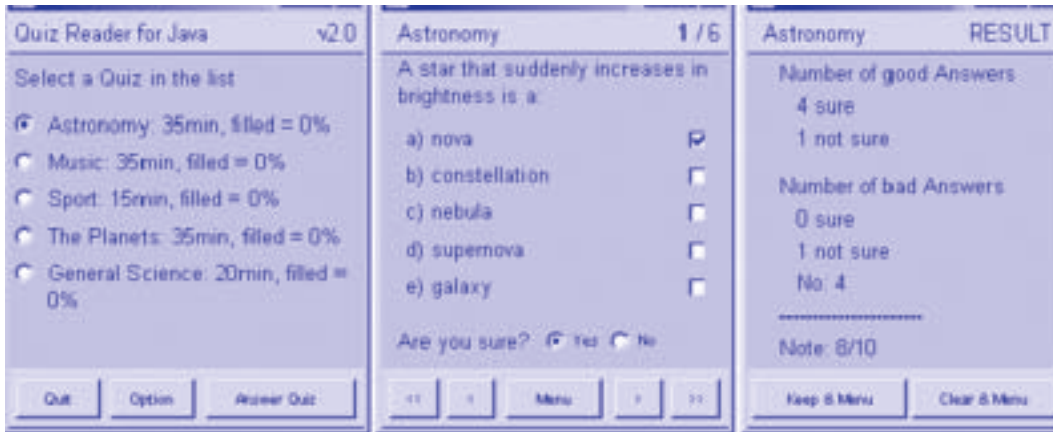 Quiz Reader for Java v2.0
Select a Quiz in the list
Astronomy: 35min, filled = 0%
Music: 35min, filled = 0%
Sport: 15min, filled = 0%
The Planets: 35min, filled = 0%
General Science: 20min, filled =
0%
Quit Option Answer Quiz
Astronomy 1/6
A star that suddenly increases in
brightness is a:
a) nova
b) constellation
c) nebula
d) supernova
e) galaxy
Are you sure? Yes No
<< < Menu > >>
Astronomy RESULT
Number of good Answers
4 sure
1 not sure
Number of bad Answers
0 sure
1 not sure
No: 4
Note: 8/10
Keep & Menu Clear & Menu